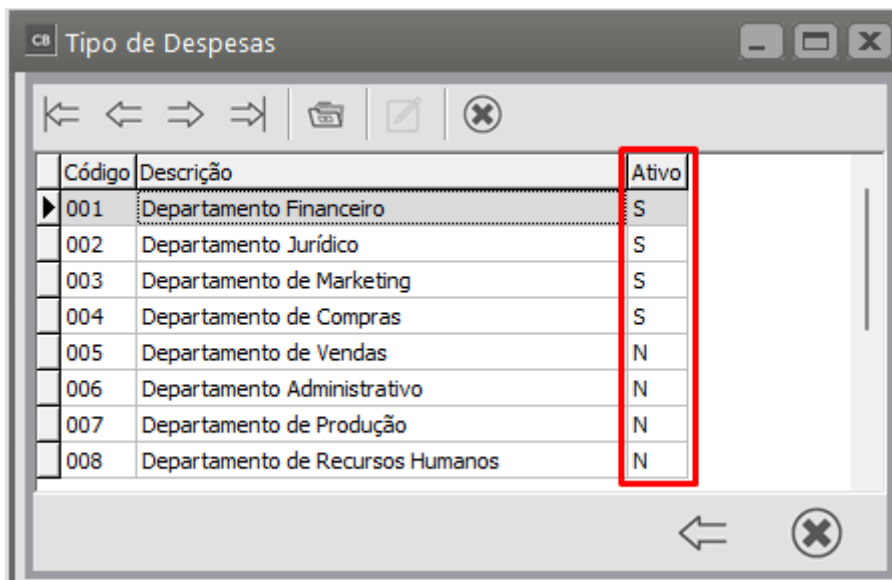 CB Tipo de Despesas
Código Descrição Ativo
001 Departamento Financeiro S
002 Departamento Jurídico S
003 Departamento de Marketing S
004 Departamento de Compras S
005 Departamento de Vendas N
006 Departamento Administrativo N
007 Departamento de Produção N
008 Departamento de Recursos Humanos N